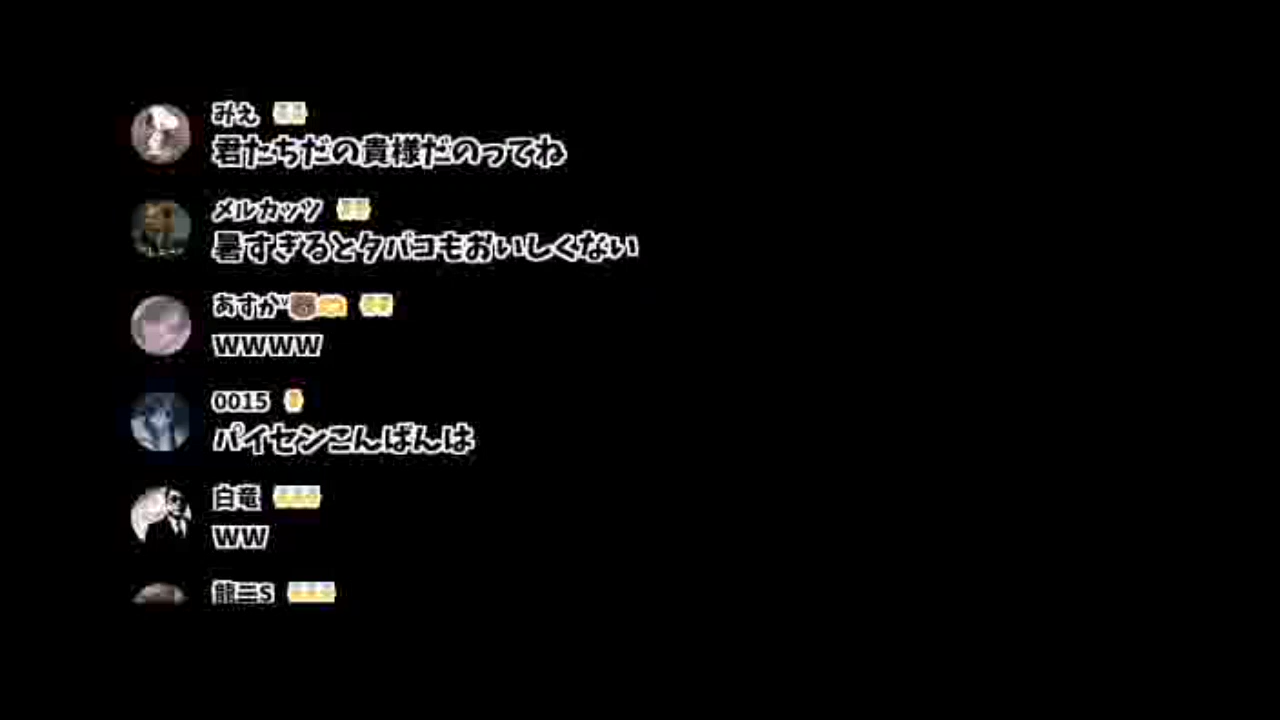 みぇ
君たちだの貴様だのってね
メルカッツ
暑すぎるとタバコもおいしくない
あすか
wwww
0015
パイセンこんばんは
白竜
ww
龍三S